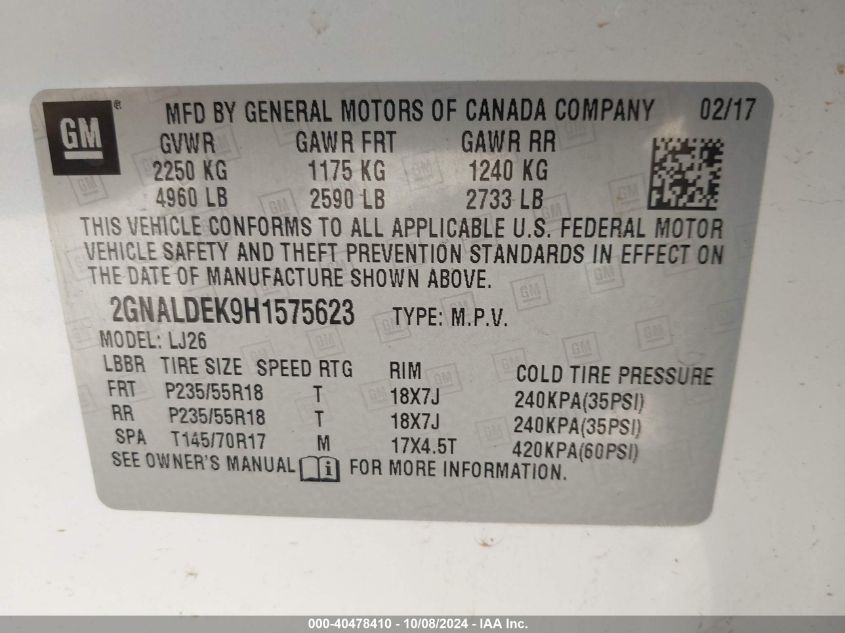 GM ® MFD BY GENERAL MOTORS OF CANADA COMPANY 02/17
GVWR GAWR FRT GAWR RR
2250 KG 1175 KG 1240 KG
4960 LB 2590 LB 2733 LB
THIS VEHICLE CONFORMS TO ALL APPLICABLE U.S. FEDERAL MOTOR
VEHICLE SAFETY AND THEFT PREVENTION STANDARDS IN EFFECT ON
THE DATE OF MANUFACTURE SHOWN ABOVE.
2GNALDEK9H1575623 TYPE: M.P.V.
MODEL: LJ26
LBBR TIRE SIZE SPEED RTG RIM COLD TIRE PRESSURE
FRT P235/55R18 T 18X7J 240KPA(35PSI)
RR P235/55R18 T 18X7J 240KPA(35PSI)
SPA T145/70R17 M 17X4.5T 420KPA(60PSI)
SEE OWNER'S MANUAL i FOR MORE INFORMATION.
000-40478410 - 10/08/2024 - IAA Inc.